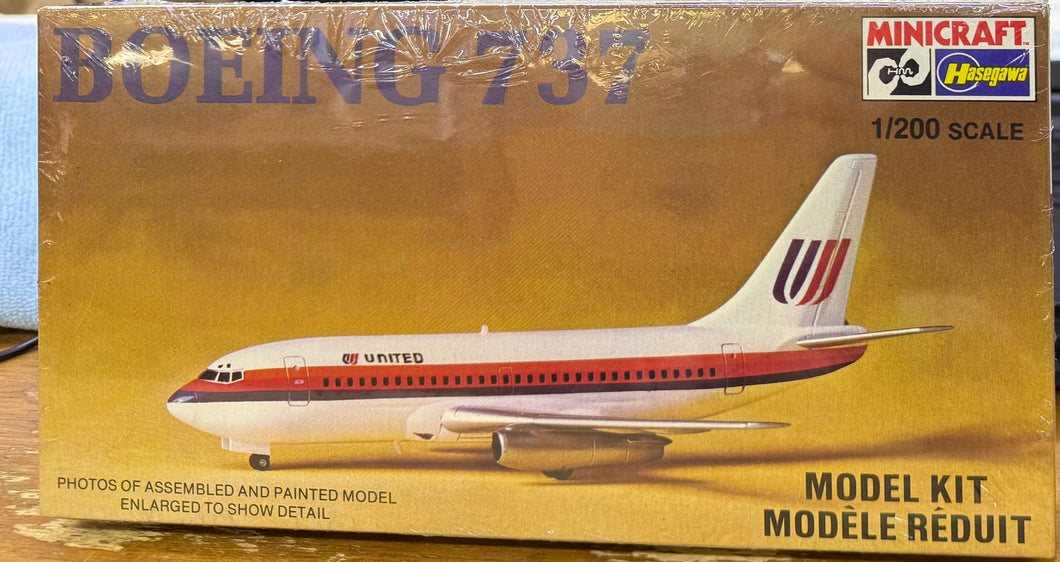 BOEING 737
MINICRAFT
HM
Hasegawa
1/200 SCALE
UNITED
PHOTOS OF ASSEMBLED AND PAINTED MODEL
ENLARGED TO SHOW DETAIL
MODEL KIT
MODÈLE RÉDUIT